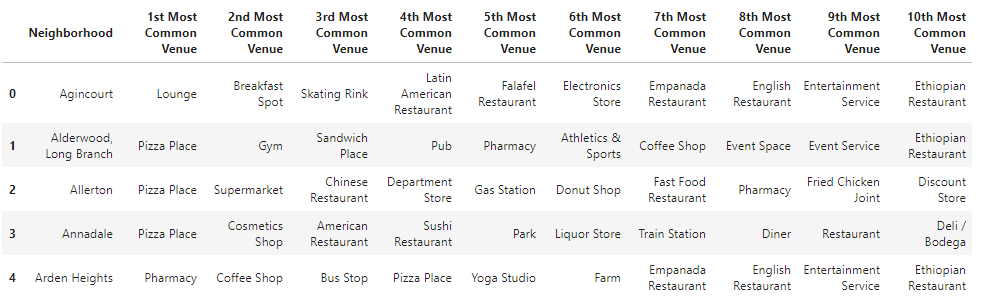 Neighborhood 1st Most Common Venue 2nd Most Common Venue 3rd Most Common Venue 4th Most Common Venue 5th Most Common Venue 6th Most Common Venue 7th Most Common Venue 8th Most Common Venue 9th Most Common Venue 10th Most Common Venue
0 Agincourt Lounge Breakfast Spot Skating Rink Latin American Restaurant Falafel Restaurant Electronics Store Empanada Restaurant English Restaurant Entertainment Service Ethiopian Restaurant
1 Alderwood, Long Branch Pizza Place Gym Sandwich Place Pub Pharmacy Athletics & Sports Coffee Shop Event Space Event Service Ethiopian Restaurant
2 Allerton Pizza Place Supermarket Chinese Restaurant Department Store Gas Station Donut Shop Fast Food Restaurant Pharmacy Fried Chicken Joint Discount Store
3 Annadale Pizza Place Cosmetics Shop American Restaurant Sushi Restaurant Park Liquor Store Train Station Diner Restaurant Deli / Bodega
4 Arden Heights Pharmacy Coffee Shop Bus Stop Pizza Place Yoga Studio Farm Empanada Restaurant English Restaurant Entertainment Service Ethiopian Restaurant